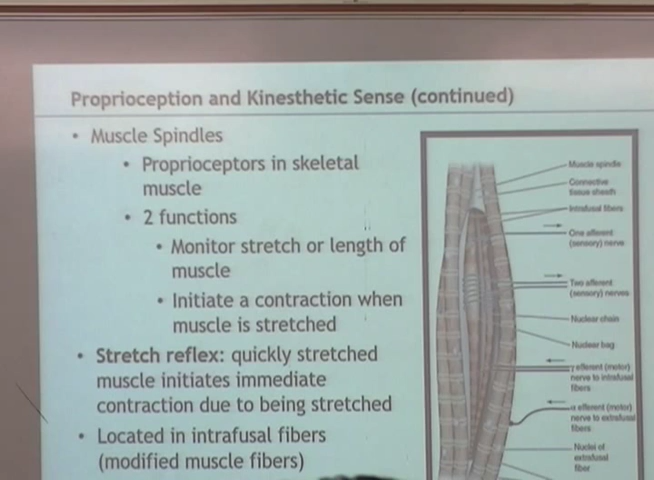 Proprioception and Kinesthetic Sense (continued)
• Muscle Spindles
• Proprioceptors in skeletal
muscle
• 2 functions
• Monitor stretch or length of
muscle
• Initiate a contraction when
muscle is stretched
• Stretch reflex: quickly stretched
muscle initiates immediate
contraction due to being stretched
• Located in intrafusal fibers
(modified muscle fibers)
Muscle spindle
Connective
tissue sheath
Intrafusal fibers
One afferent
(sensory) nerve
Two afferent
(sensory) nerves
Nuclear chain
Nuclear bag
γ efferent (motor)
nerve to intrafusal
fibers
α efferent (motor)
nerve to extrafusal
fibers
Nuclei of
extrafusal
fiber